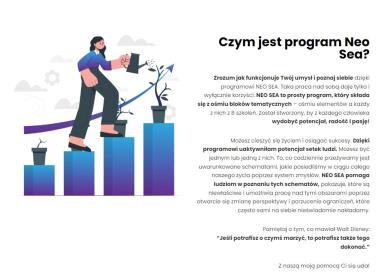 Czym jest program Neo
Sea?
Zrozum jak funkcjonuje Twój umysł i poznaj siebie dzięki
programowi NEO SEA. Taka praca nad sobą daje tylko i
wyłącznie korzyści. NEO SEA to prosty program, który składa
się z ośmiu bloków tematycznych – ośmiu elementów a każdy
z nich z 8 szkoleń. Został stworzony, by z każdego człowieka
wydobyć potencjał, radość i pasję!
Możesz cieszyć się życiem i osiągać sukcesy. Dzięki
programowi uaktywniłam potencjał setek ludzi. Możesz być
jednym lub jedną z nich. To, co codziennie przeżywamy jest
uwarunkowane schematami, jakie posiedliśmy w ciągu całego
naszego życia poprzez system zmysłów. NEO SEA pomaga
ludziom w poznaniu tych schematów, pokazuje, które są
niewłaściwe i umożliwia pracę nad tymi obszarami poprzez
otwarcie się zmianę perspektywy i porzucenie ograniczeń, które
często sami na siebie nieświadomie nakładamy.
Pamiętaj o tym, co mawiał Walt Disney:
"Jeśli potrafisz o czymś marzyć, to potrafisz także tego
dokonać."
Z naszą moją pomocą Ci się uda!